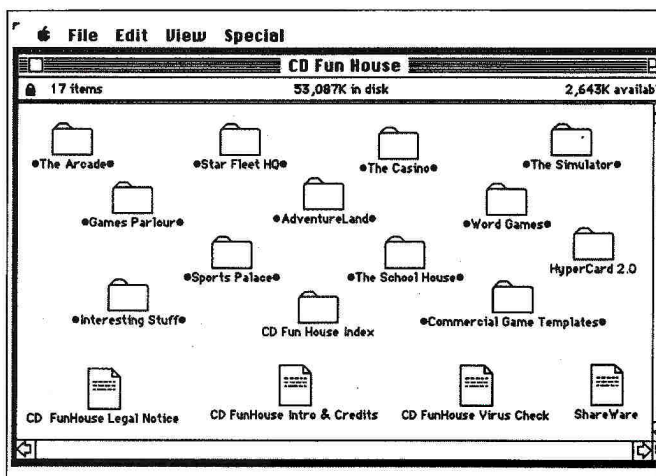 File Edit View Special
CD Fun House
17 items 53,087K in disk 2,643K availab
•The Arcade• •Star Fleet HQ• •The Casino• •The Simulator•
•Games Parlour• •AdventureLand• •Word Games•
•Sports Palace• •The School House• HyperCard 2.0
•Interesting Stuff• CD Fun House Index •Commercial Game Templates•
CD FunHouse Legal Notice CD FunHouse Intro & Credits CD FunHouse Virus Check ShareWare